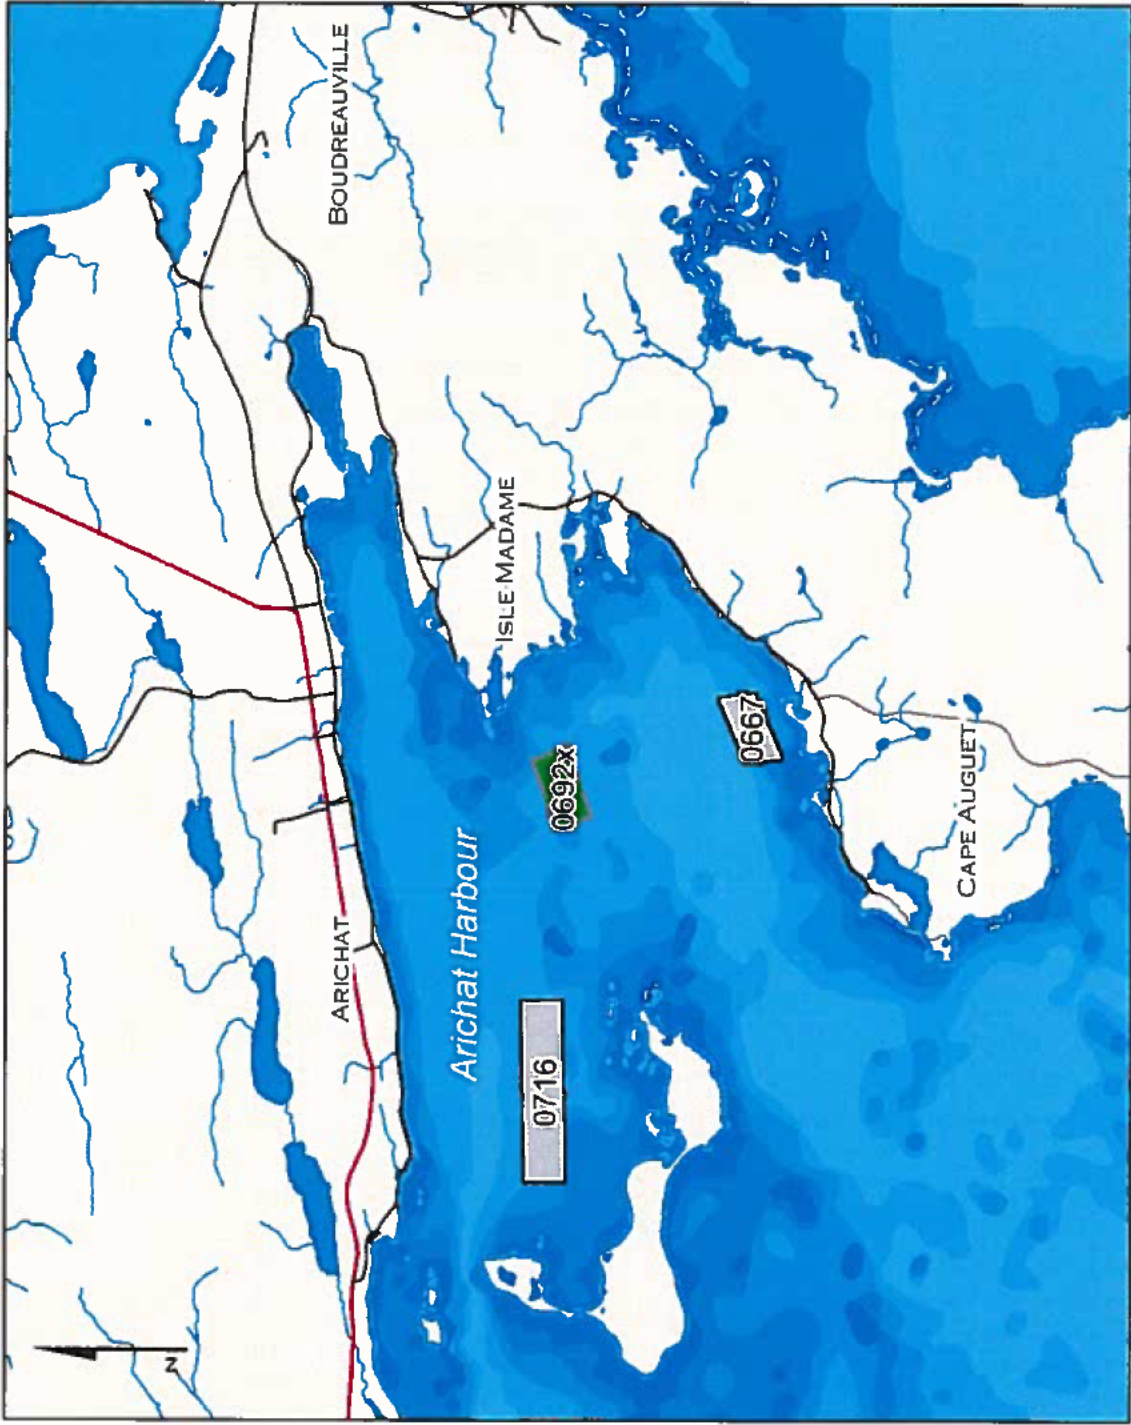 N
ARICHAT
BOUDREAUVILLE
Arichat Harbour
ISLE MADAME
0716
0692x
0667
CAPE AUGUET